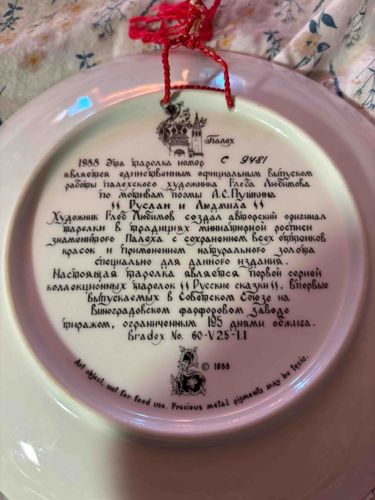 Палех
1988 Эта тарелка номер С 9481
является единственным официальным выпуском
работы палехского художника Глеба Любимова
по мотивам поэмы А.С.Пушкина
"Руслан и Людмила"
Художник Глеб Любимов создал авторский оригинал
тарелки в традициях миниатюрной росписи
знаменитого Палеха с сохранением всех оттенков
красок и применением натурального золота
специально для данного издания.
Настоящая тарелка является первой серией
коллекционных тарелок "Русские сказки". Впервые
выпускаемых в Советском Союзе на
Виноградовском фарфоровом заводе
тиражом, ограниченным 195 днями обжига.
Bradex No. 60-V25-1.1
© 1988
Art object, not for food use. Precious metal pigments may be toxic.